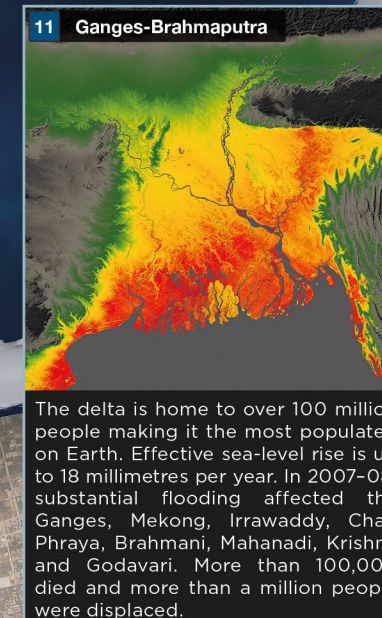 11 Ganges-Brahmaputra
The delta is home to over 100 millio
people making it the most populate
on Earth. Effective sea-level rise is u
to 18 millimetres per year. In 2007–0
substantial flooding affected th
Ganges, Mekong, Irrawaddy, Cha
Phraya, Brahmani, Mahanadi, Krishn
and Godavari. More than 100,00
died and more than a million peop
were displaced.